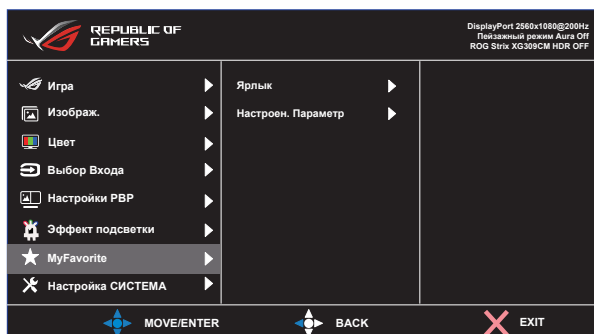 REPUBLIC OF
GAMERS
DisplayPort 2560x1080@200Hz
Пейзажный режим Aura Off
ROG Strix XG309CM HDR OFF
Игра
Изображ.
Цвет
Выбор Входа
Настройки PBP
Эффект подсветки
MyFavorite
Настройка СИСТЕМА
Ярлык
Настроен. Параметр
MOVE/ENTER
BACK
EXIT